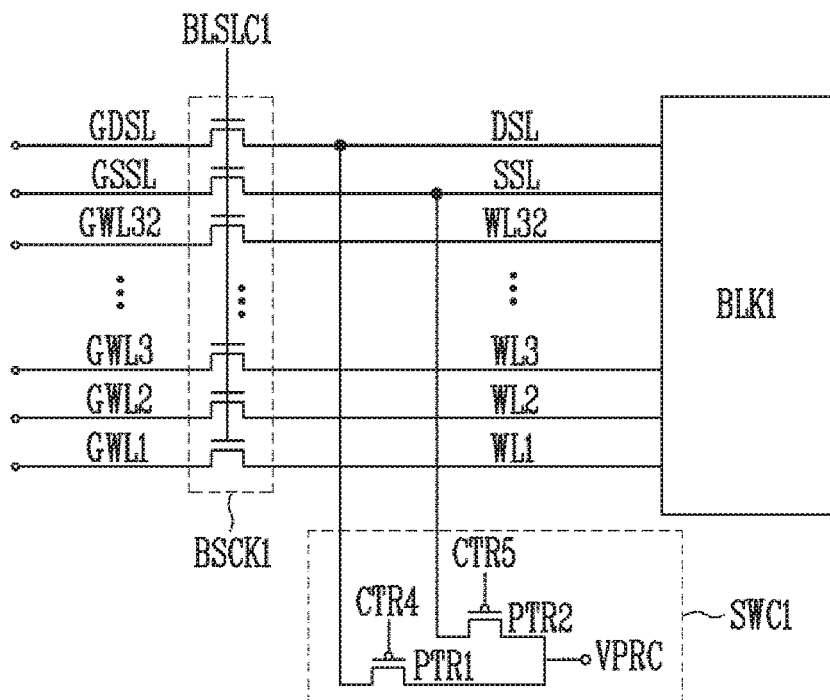 BLSLC1
GDSL DSL
GSSL SSL
GWL32 WL32
BLK1
GWL3 WL3
GWL2 WL2
GWL1 WL1
BSCK1
CTR5
CTR4 PTR2 SWC1
PTR1 VPRC